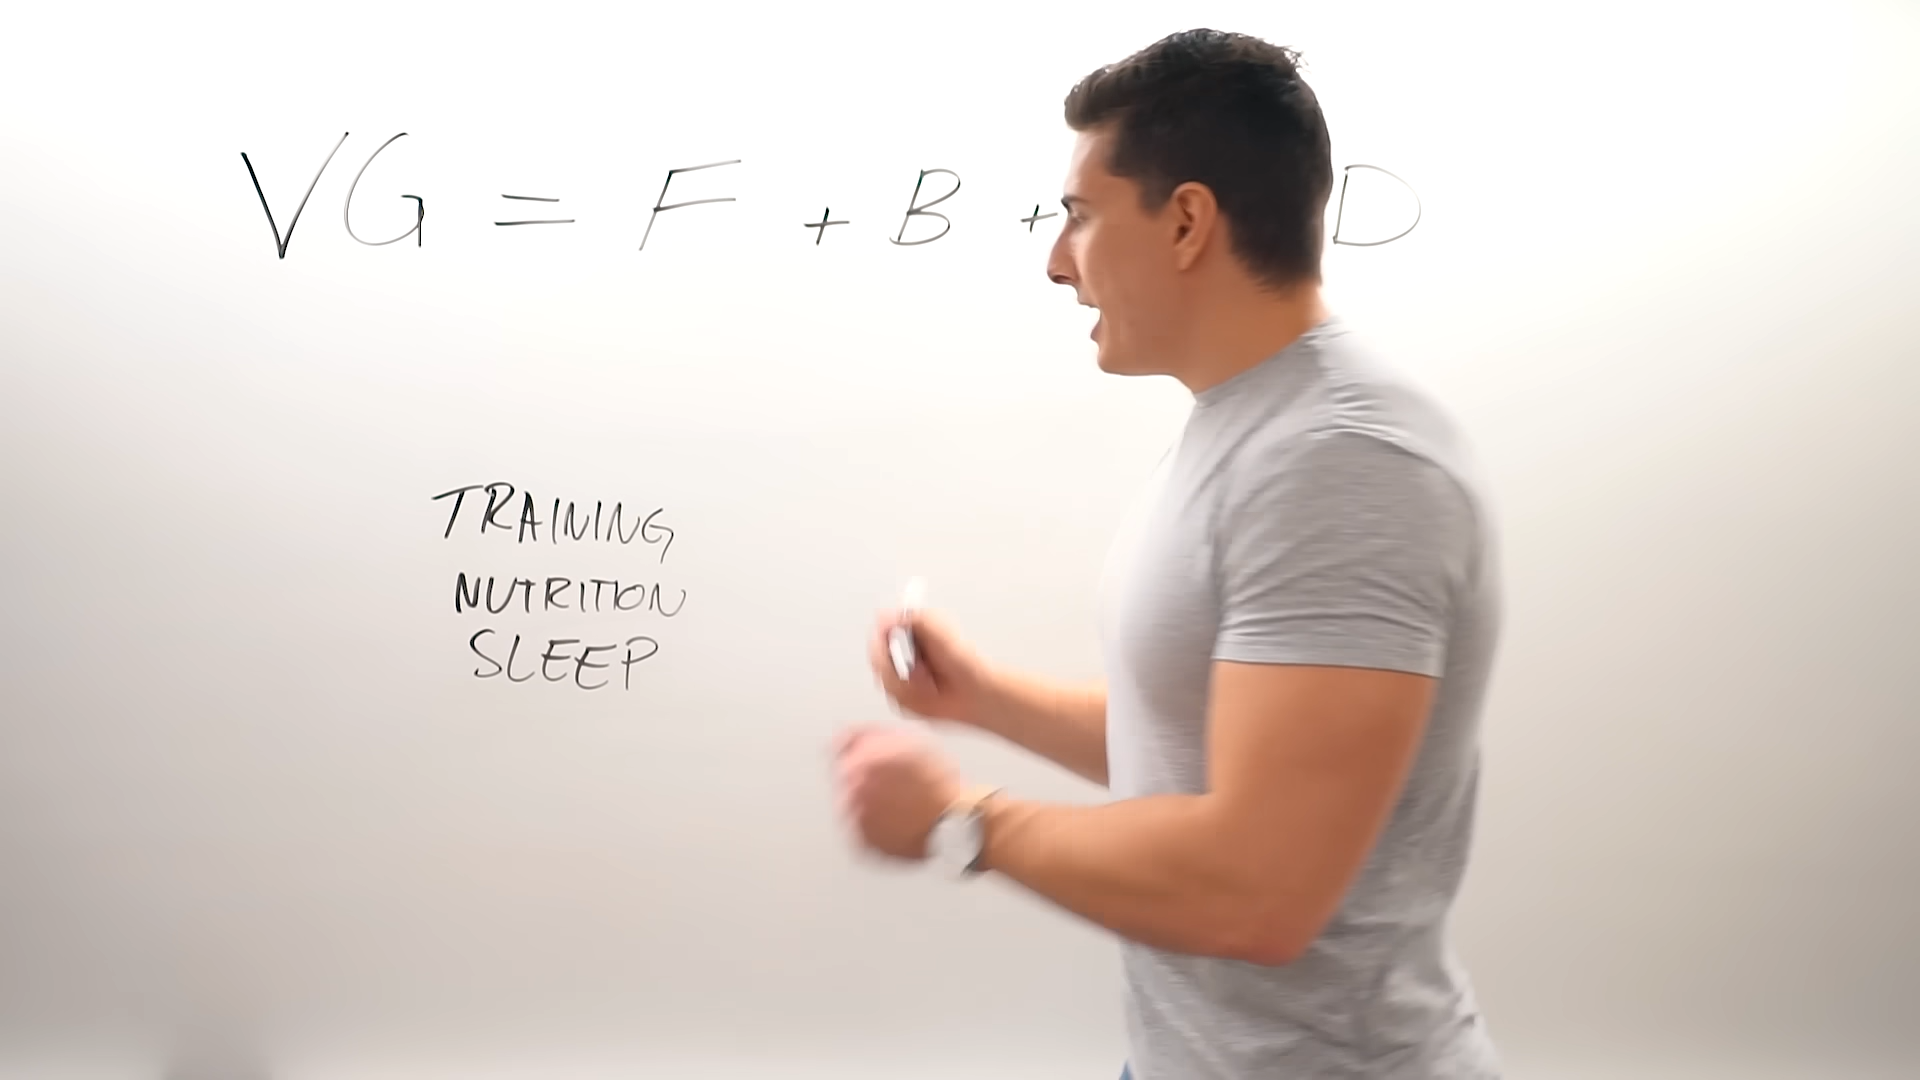 VG = F + B + D
TRAINING
NUTRITION
SLEEP